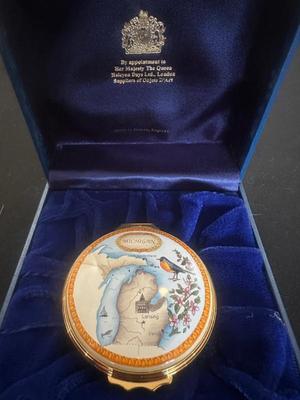 By appointment to
Her Majesty The Queen
Halcyon Days Ltd., London
Suppliers of Objets D'Art
MICHIGAN
Lansing